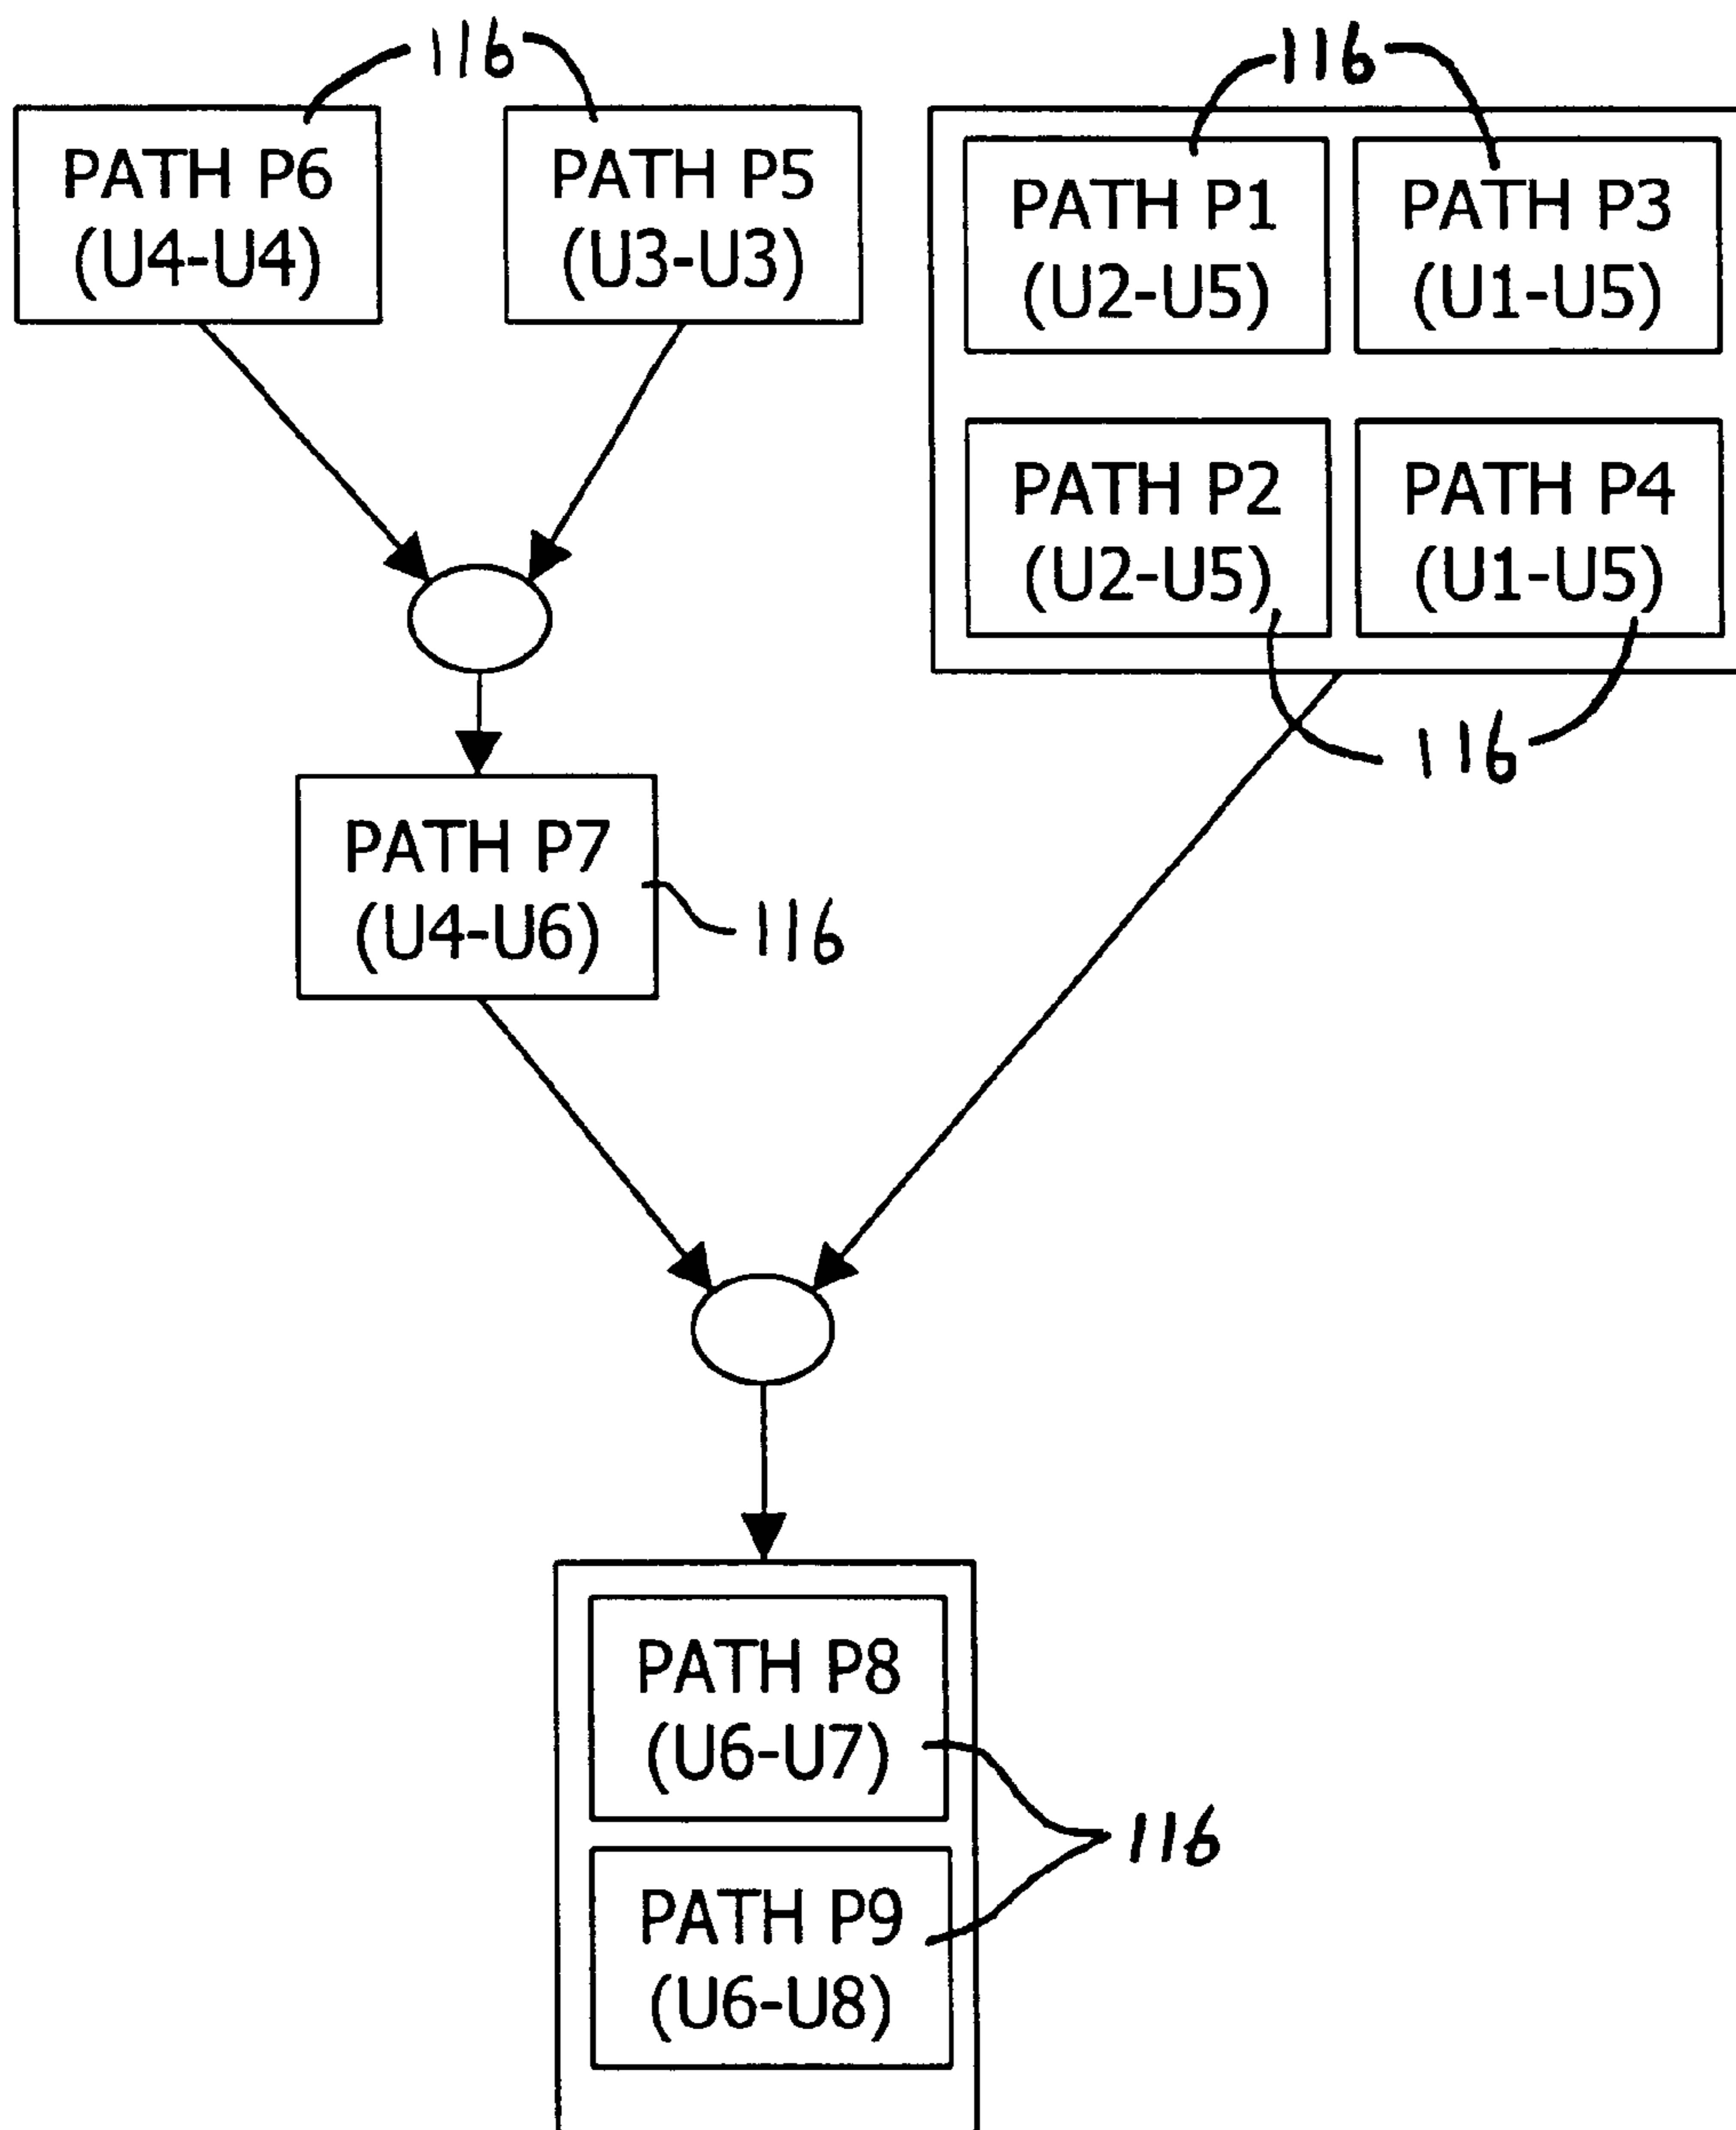 116
116
PATH P6
(U4-U4)
PATH P5
(U3-U3)
PATH P1
(U2-U5)
PATH P3
(U1-U5)
PATH P2
(U2-U5)
PATH P4
(U1-U5)
116
PATH P7
(U4-U6)
116
PATH P8
(U6-U7)
116
PATH P9
(U6-U8)